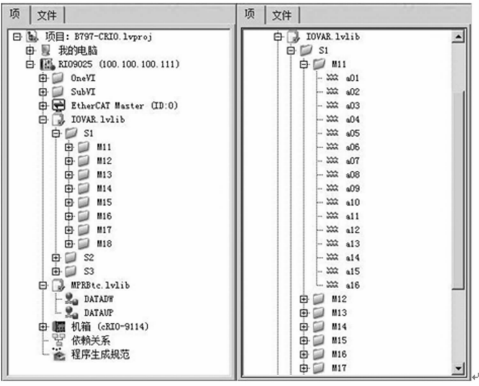 项 文件
项目: B797-CRIO.lvproj
我的电脑
RIO9025 (100.100.100.111)
OneVI
SubVI
EtherCAT Master (ID:0)
IOVAR.lvlib
S1
M11
M12
M13
M14
M15
M16
M17
M18
S2
S3
MPRBtc.lvlib
DATADW
DATAUP
机箱 (cRIO-9114)
依赖关系
程序生成规范
项 文件
IOVAR.lvlib
S1
M11
a01
a02
a03
a04
a05
a06
a07
a08
a09
a10
a11
a12
a13
a14
a15
a16
M12
M13
M14
M15
M16
M17